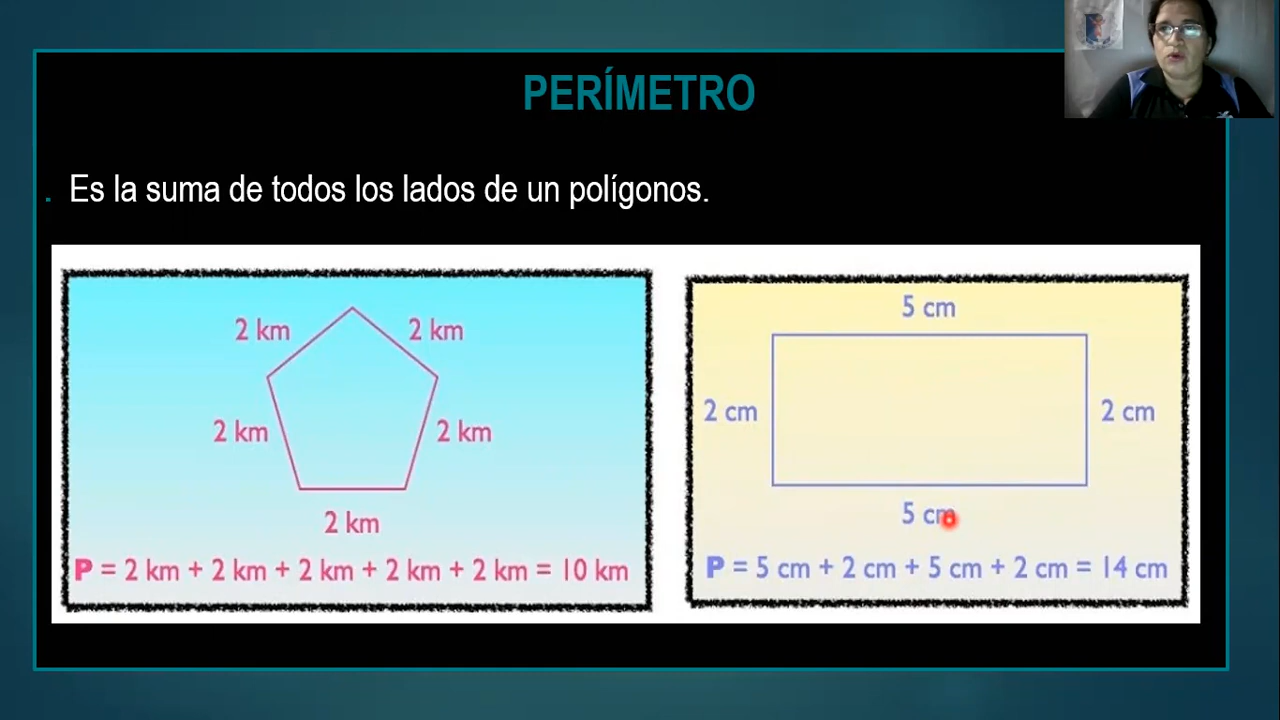 PERÍMETRO
. Es la suma de todos los lados de un polígonos.
2 km 2 km
2 km 2 km
2 km
P = 2 km + 2 km + 2 km + 2 km + 2 km = 10 km
5 cm
2 cm 2 cm
5 cm
P = 5 cm + 2 cm + 5 cm + 2 cm = 14 cm